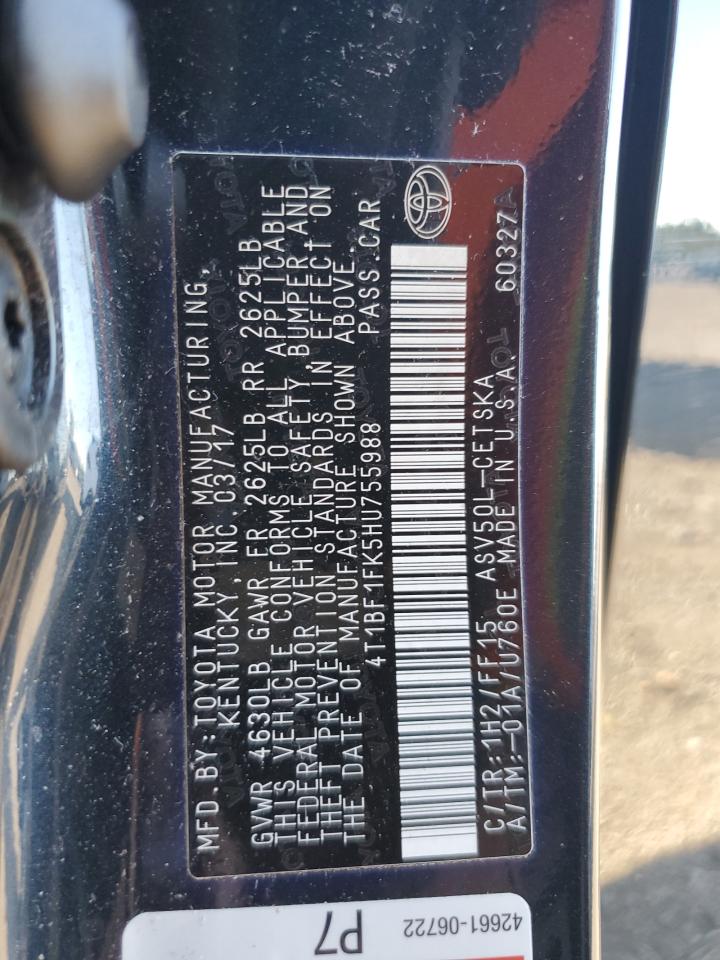 MFD.BY:TOYOTA MOTOR MANUFACTURING,
KENTUCKY, INC.03/17
GVWR 4630LB GAWR FR 2625LB RR 2625LB
THIS VEHICLE CONFORMS TO ALL APPLICABLE
FEDERAL MOTOR VEHICLE SAFETY, BUMPER,AND
THEFT PREVENTION STANDARDS IN EFFECT ON
THE DATE OF MANUFACTURE SHOWN ABOVE.
4T1BF1FK5HU755988 PASS.CAR
C/TR:1H2/FF15 ASV50L-CETSKA 60327A
A/TM:-01A/U760E MADE IN U.S.A.
P7
42661-06722